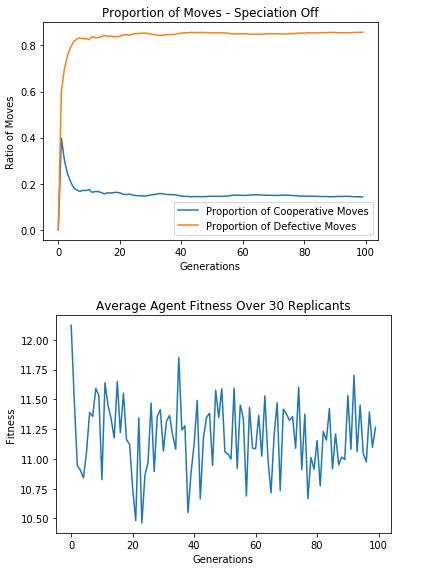 Proportion of Moves - Speciation Off
Ratio of Moves
0.8
0.6
0.4
0.2
0.0
Proportion of Cooperative Moves
Proportion of Defective Moves
0 20 40 60 80 100
Generations
Average Agent Fitness Over 30 Replicants
Fitness
12.00
11.75
11.50
11.25
11.00
10.75
10.50
0 20 40 60 80 100
Generations